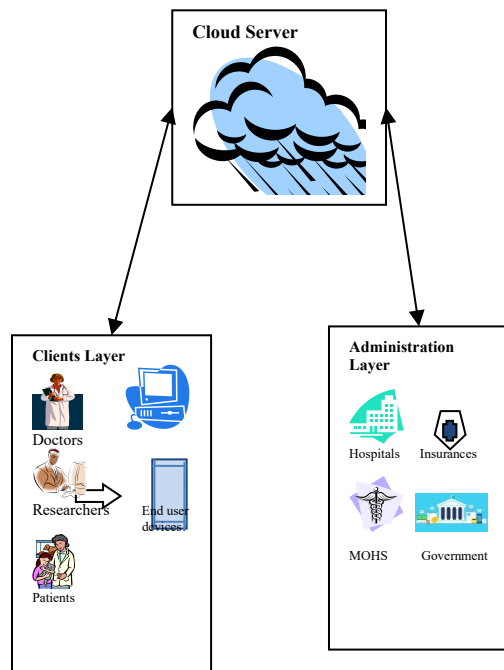 Cloud Server
Clients Layer
Doctors
Researchers
End user
devices
Patients
Administration
Layer
Hospitals
Insurances
MOHS
Government